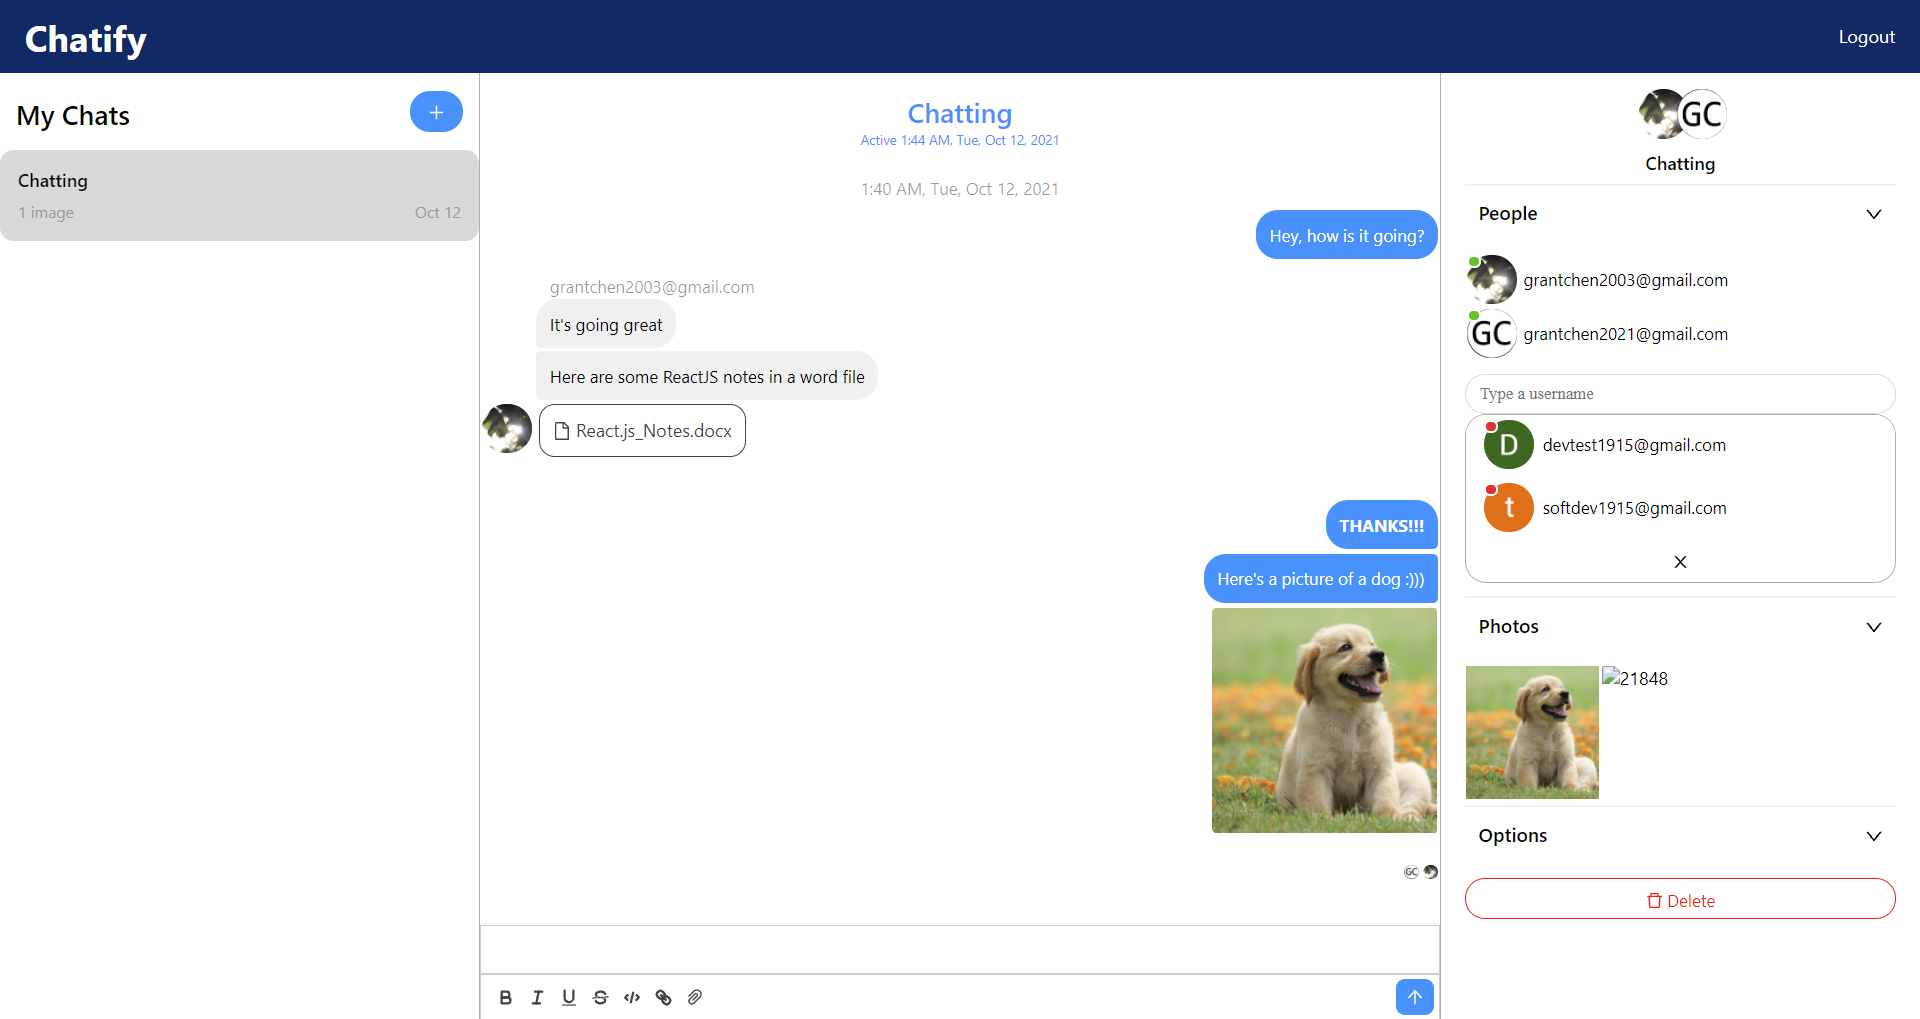 Chatify
Logout
My Chats
+
Chatting
1 image
Oct 12
Chatting
Active 1:44 AM, Tue, Oct 12, 2021
1:40 AM, Tue, Oct 12, 2021
Hey, how is it going?
grantchen2003@gmail.com
It's going great
Here are some ReactJS notes in a word file
React.js_Notes.docx
THANKS!!!
Here's a picture of a dog :)))
GC
B I U S </>
GC
Chatting
People
grantchen2003@gmail.com
GC grantchen2021@gmail.com
Type a username
D devtest1915@gmail.com
t softdev1915@gmail.com
X
Photos
21848
Options
Delete